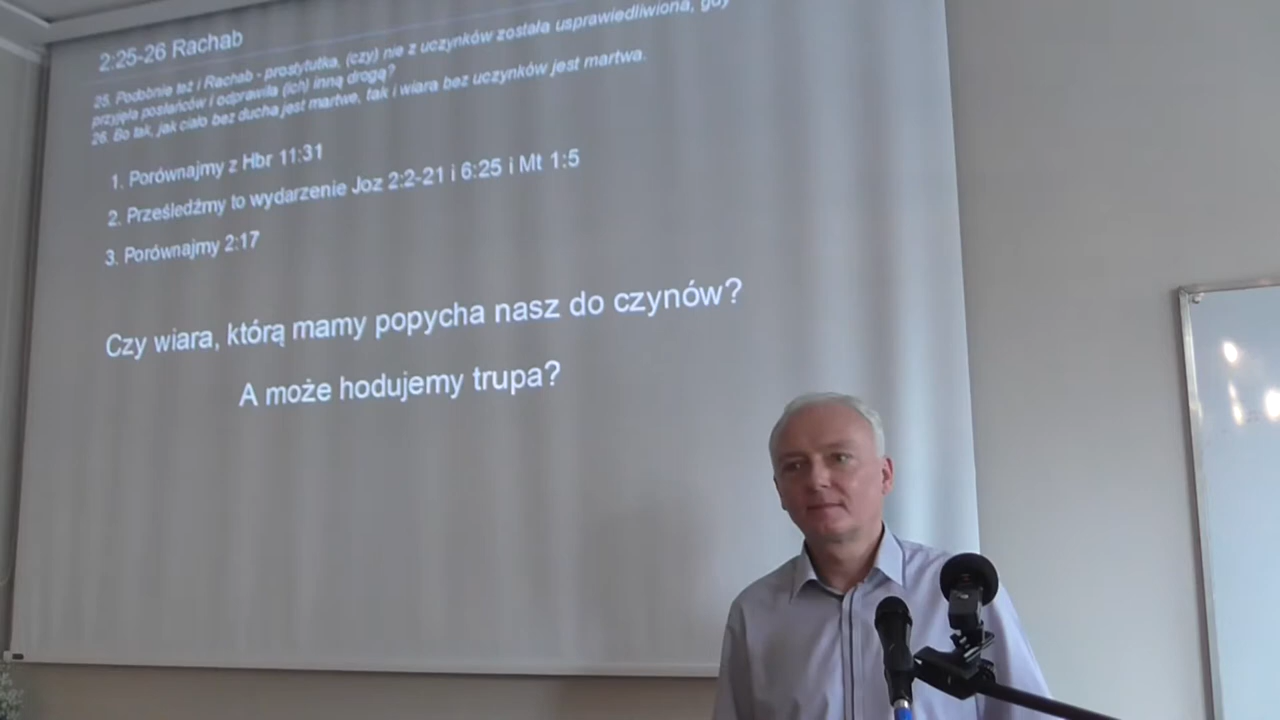 2:25-26 Rachab
25. Podobnie też i Rachab - prostytutka, (czy) nie z uczynków została usprawiedliwiona, gdy
przyjęła posłańców i odprawiła (ich) inną drogą?
26. Bo tak, jak ciało bez ducha jest martwe, tak i wiara bez uczynków jest martwa.
1. Porównajmy z Hbr 11:31
2. Prześledźmy to wydarzenie Joz 2:2-21 i 6:25 i Mt 1:5
3. Porównajmy 2:17
Czy wiara, którą mamy popycha nasz do czynów?
A może hodujemy trupa?